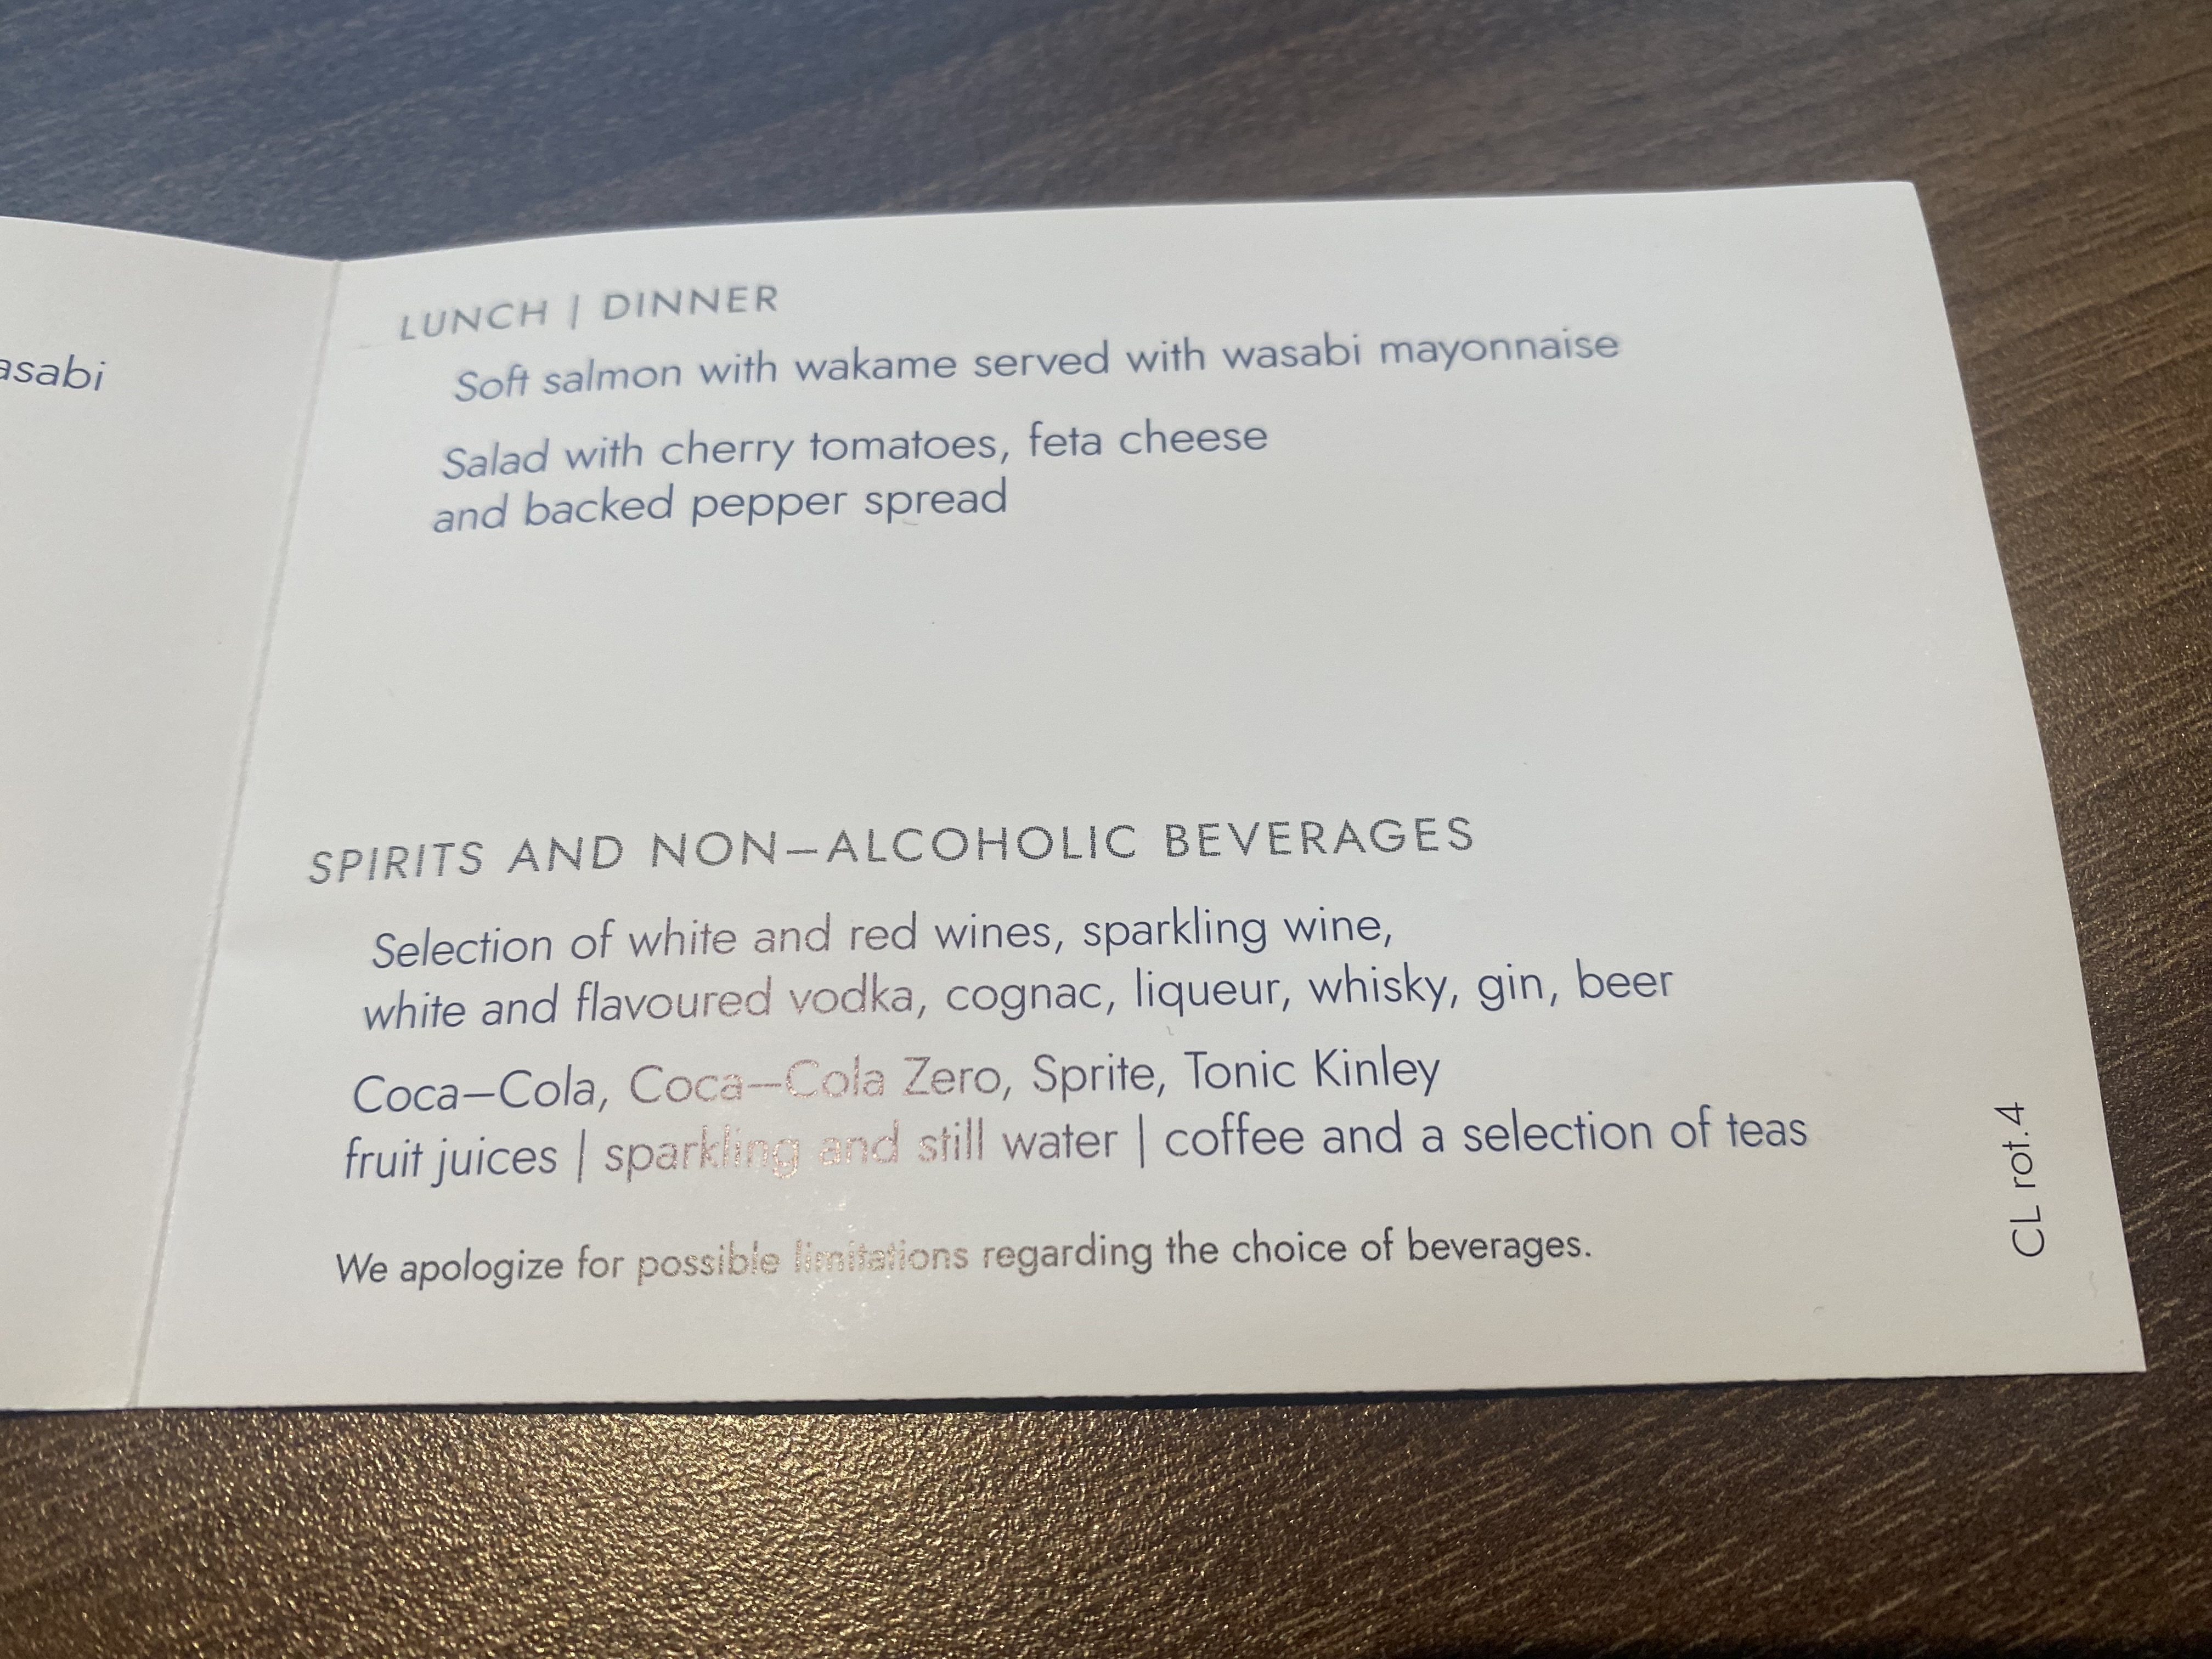 asabi
LUNCH | DINNER
Soft salmon with wakame served with wasabi mayonnaise
Salad with cherry tomatoes, feta cheese
and backed pepper spread
SPIRITS AND NON–ALCOHOLIC BEVERAGES
Selection of white and red wines, sparkling wine,
white and flavoured vodka, cognac, liqueur, whisky, gin, beer
Coca–Cola, Coca–Cola Zero, Sprite, Tonic Kinley
fruit juices | sparkling and still water | coffee and a selection of teas
We apologize for possible limitations regarding the choice of beverages.
CL rot.4